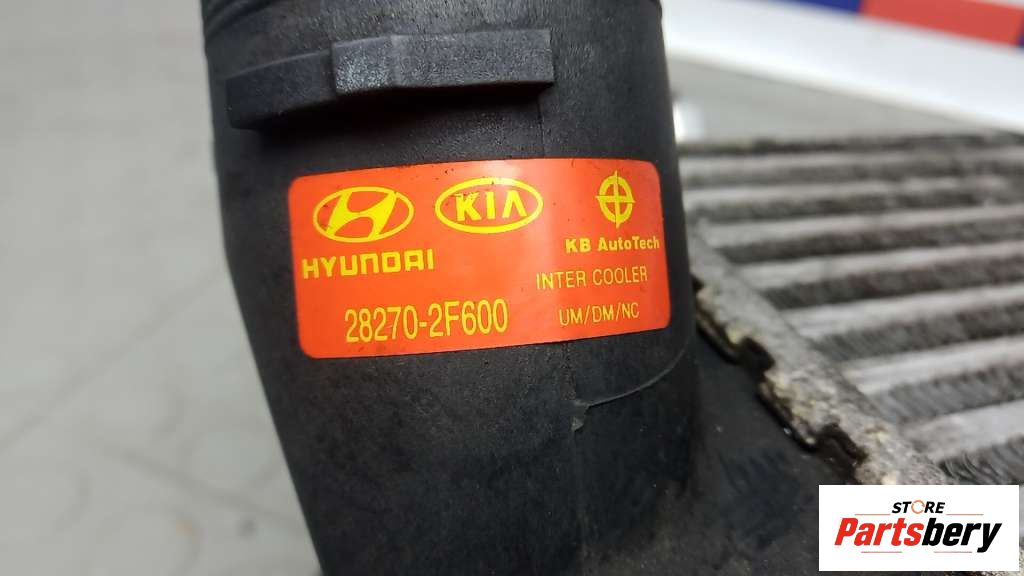 KIA
HYUNDAI
KB AutoTech
INTER COOLER
28270-2F600
UM/DM/NC
STORE
Partsbery